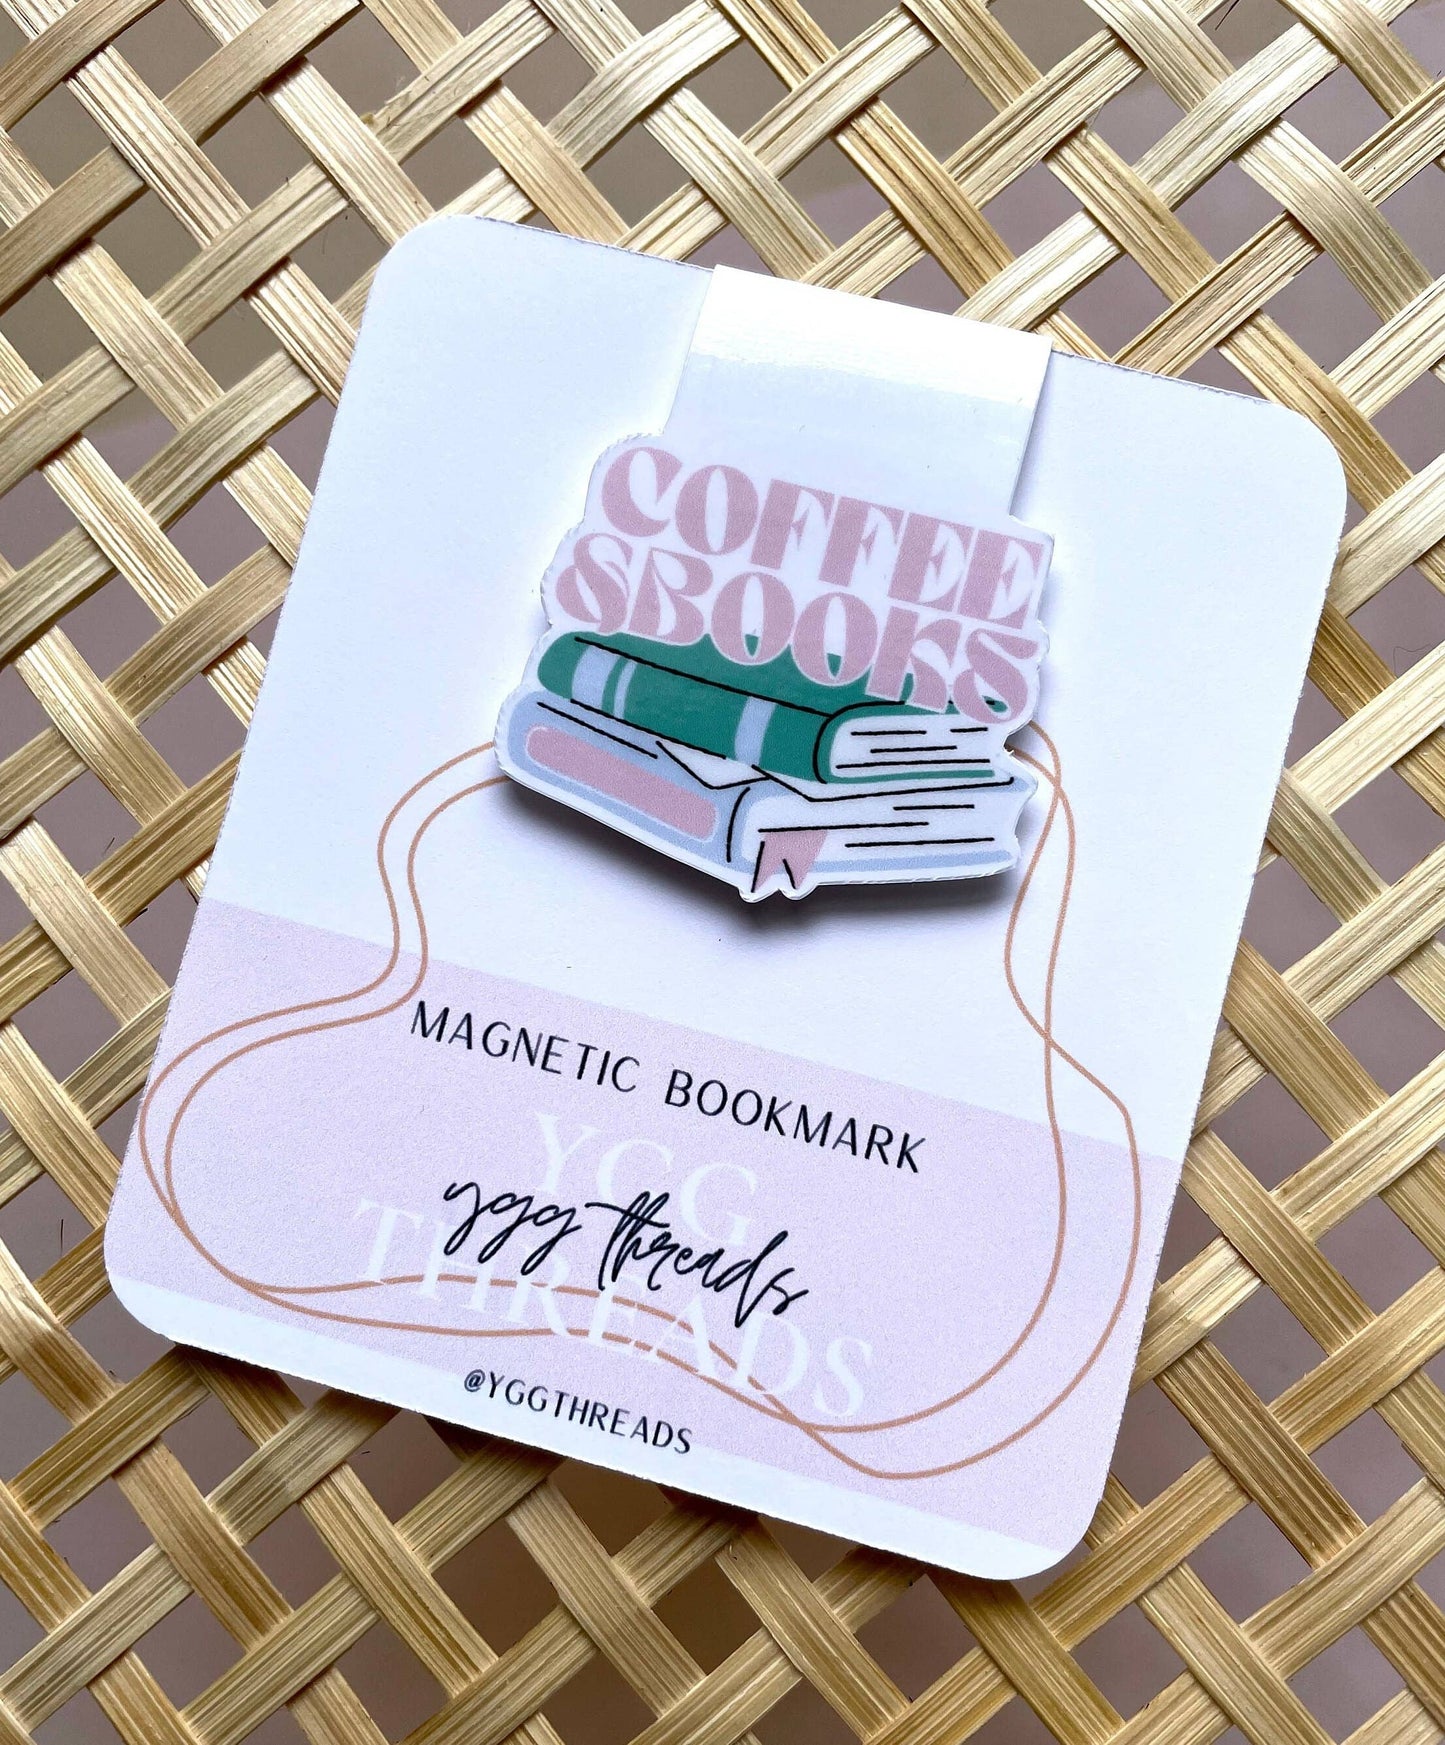 COFFEE
&BOOKS
MAGNETIC BOOKMARK
YGG
ygg threads
THREADS
@YGGTHREADS